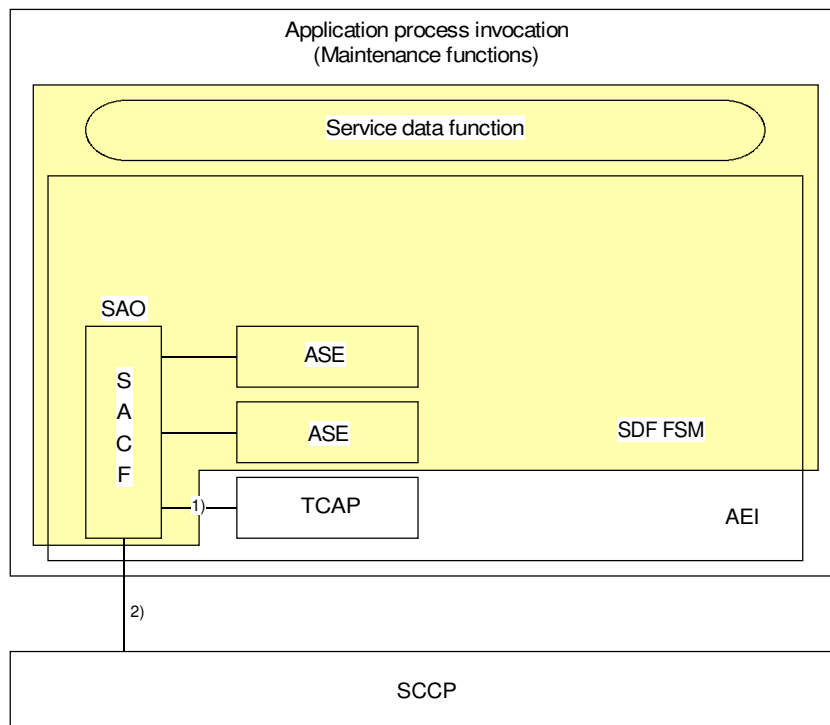 Application process invocation
(Maintenance functions)
Service data function
SAO
S
A
C
F
ASE
ASE
SDF FSM
1)
TCAP
AEI
2)
SCCP